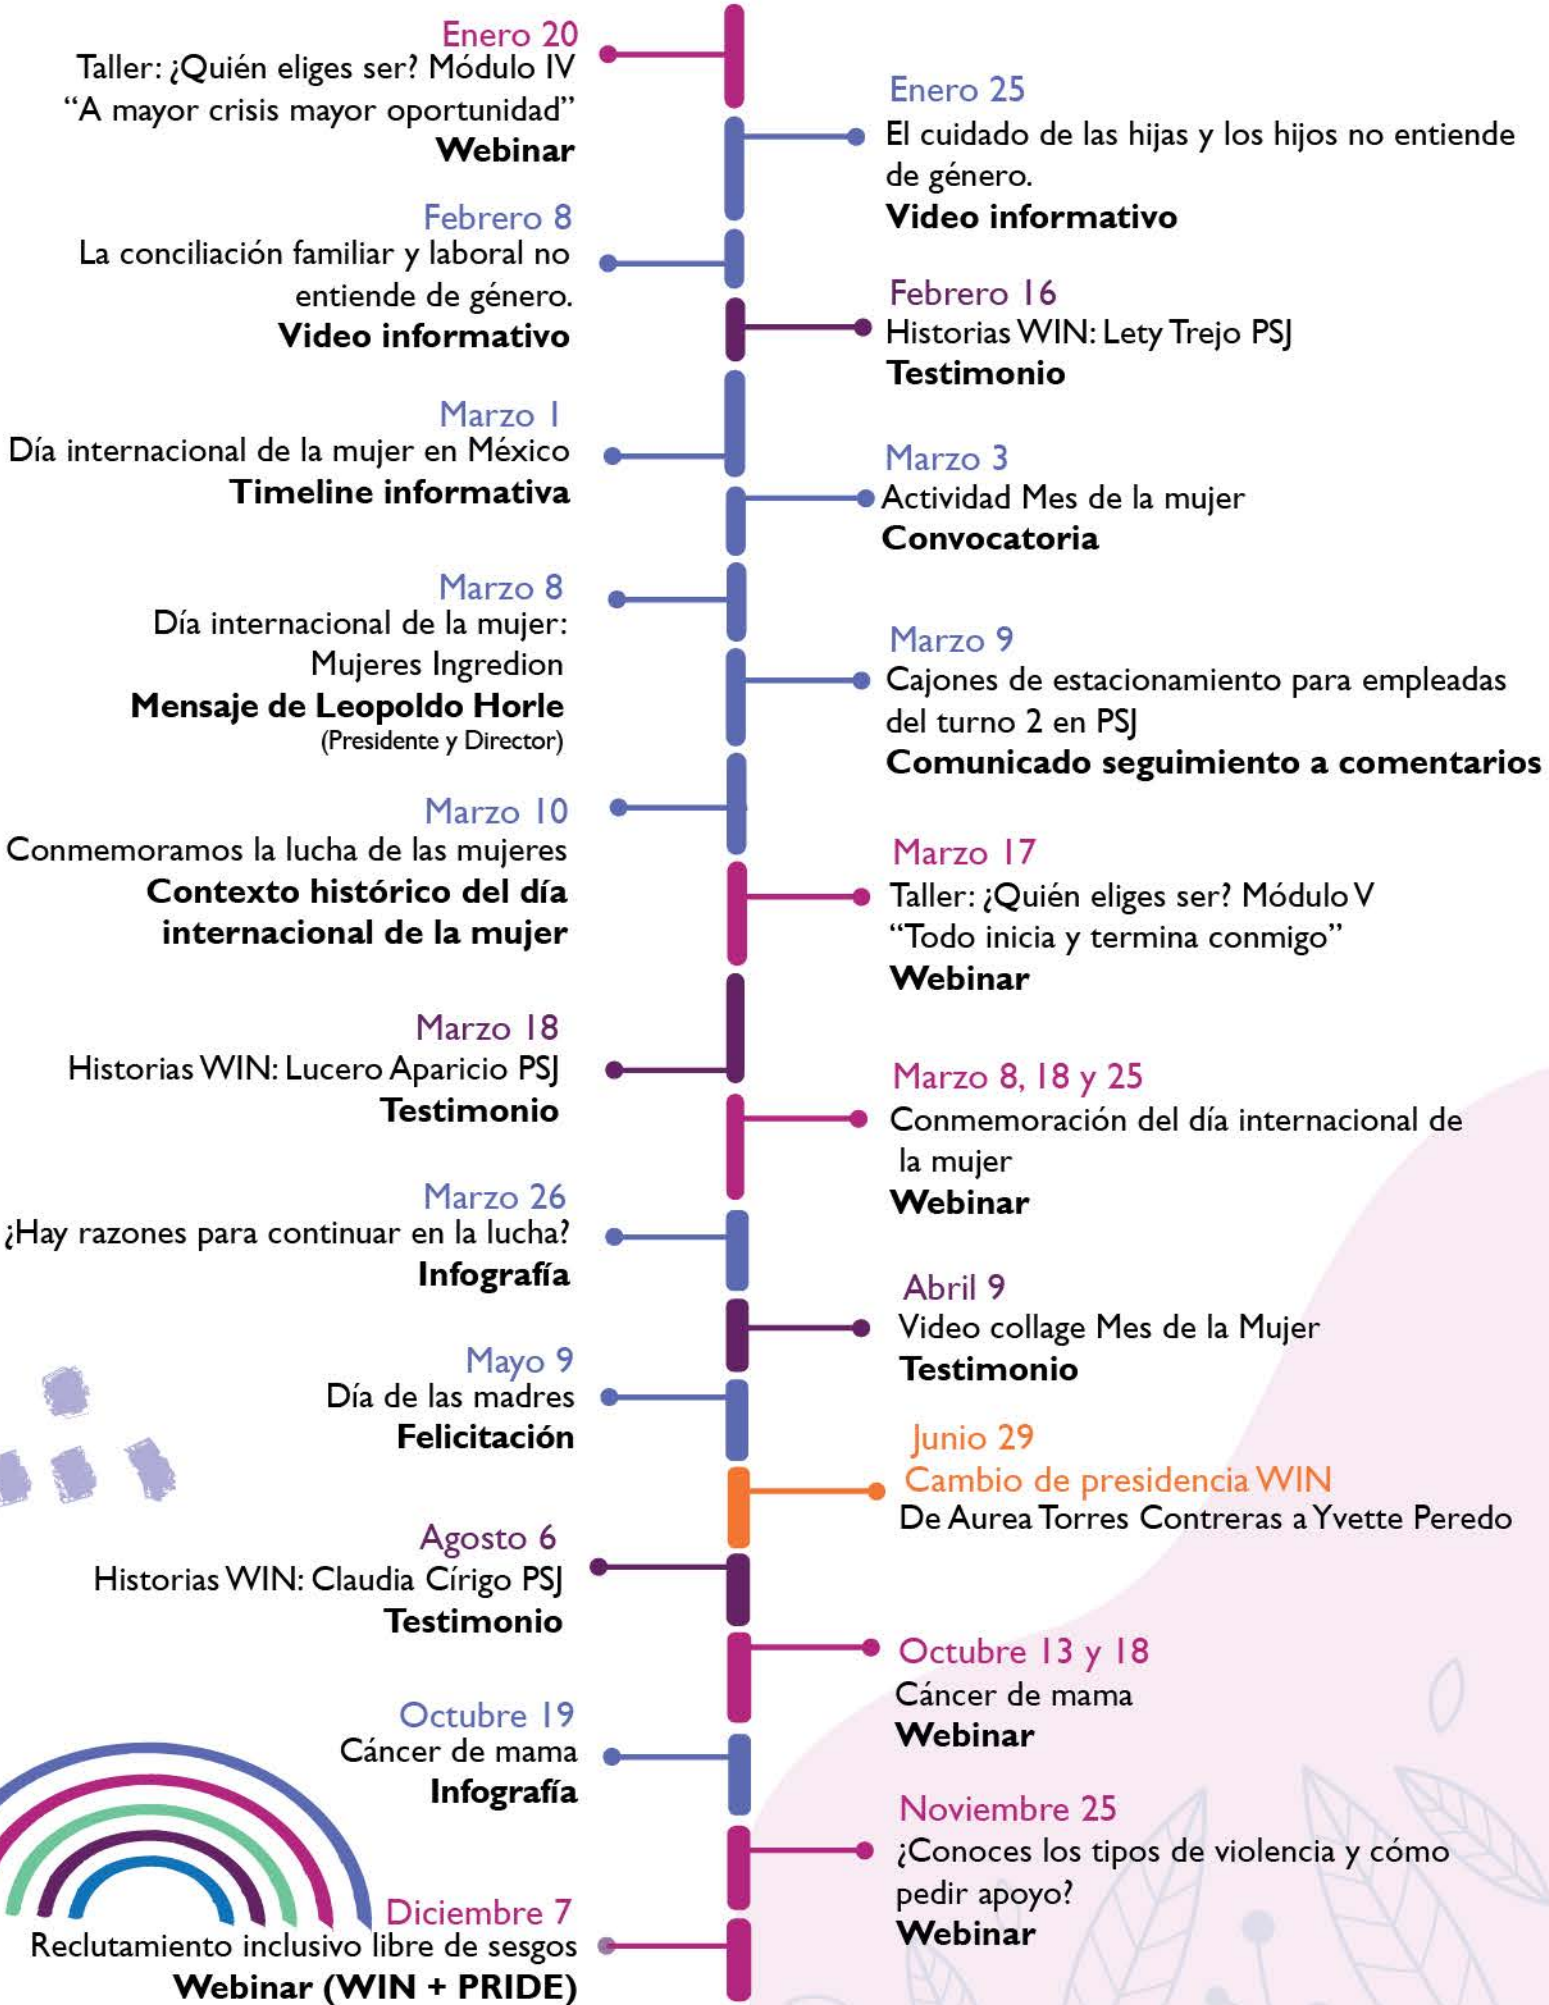 Enero 20
Taller: ¿Quién eliges ser? Módulo IV
“A mayor crisis mayor oportunidad”
Webinar
Enero 25
El cuidado de las hijas y los hijos no entiende
de género.
Video informativo
Febrero 8
La conciliación familiar y laboral no
entiende de género.
Video informativo
Febrero 16
Historias WIN: Lety Trejo PSJ
Testimonio
Marzo 1
Día internacional de la mujer en México
Timeline informativa
Marzo 3
Actividad Mes de la mujer
Convocatoria
Marzo 8
Día internacional de la mujer:
Mujeres Ingredion
Mensaje de Leopoldo Horle
(Presidente y Director)
Marzo 9
Cajones de estacionamiento para empleadas
del turno 2 en PSJ
Comunicado seguimiento a comentarios
Marzo 10
Conmemoramos la lucha de las mujeres
Contexto histórico del día
internacional de la mujer
Marzo 17
Taller: ¿Quién eliges ser? Módulo V
“Todo inicia y termina conmigo”
Webinar
Marzo 18
Historias WIN: Lucero Aparicio PSJ
Testimonio
Marzo 8, 18 y 25
Conmemoración del día internacional de
la mujer
Webinar
Marzo 26
¿Hay razones para continuar en la lucha?
Infografía
Abril 9
Video collage Mes de la Mujer
Testimonio
Mayo 9
Día de las madres
Felicitación
Junio 29
Cambio de presidencia WIN
De Aurea Torres Contreras a Yvette Peredo
Agosto 6
Historias WIN: Claudia Círigo PSJ
Testimonio
Octubre 13 y 18
Cáncer de mama
Webinar
Octubre 19
Cáncer de mama
Infografía
Noviembre 25
¿Conoces los tipos de violencia y cómo
pedir apoyo?
Webinar
Diciembre 7
Reclutamiento inclusivo libre de sesgos
Webinar (WIN + PRIDE)